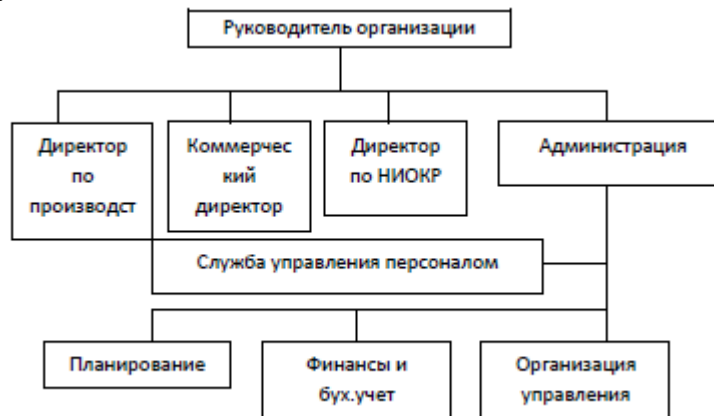 Руководитель организации
Директор
по
производст
Коммерчес
кий
директор
Директор
по НИОКР
Администрация
Служба управления персоналом
Планирование
Финансы и
бух.учет
Организация
управления